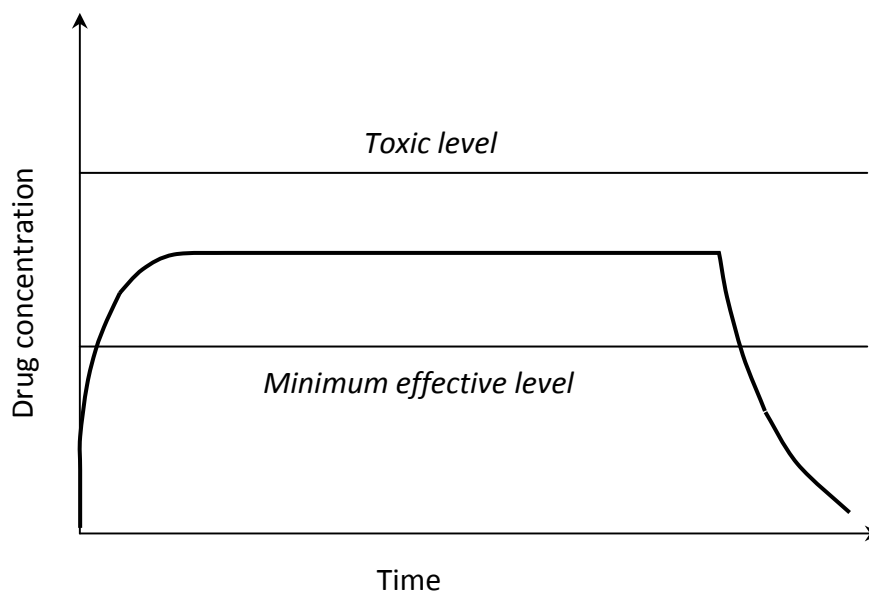 Toxic level
Drug concentration
Minimum effective level
Time